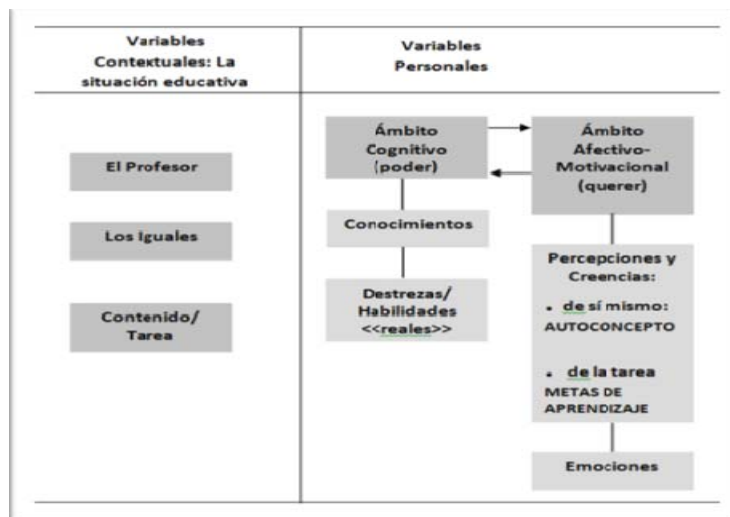 Variables
Contextuales: La
situación educativa
Variables
Personales
El Profesor
Los Iguales
Contenido/
Tarea
Ámbito
Cognitivo
(poder)
Conocimientos
Destrezas/
Habilidades
<<reales>>
Ámbito
Afectivo-
Motivacional
(querer)
Percepciones y
Creencias:
• de sí mismo:
AUTOCONCEPTO
• de la tarea
METAS DE
APRENDIZAJE
Emociones